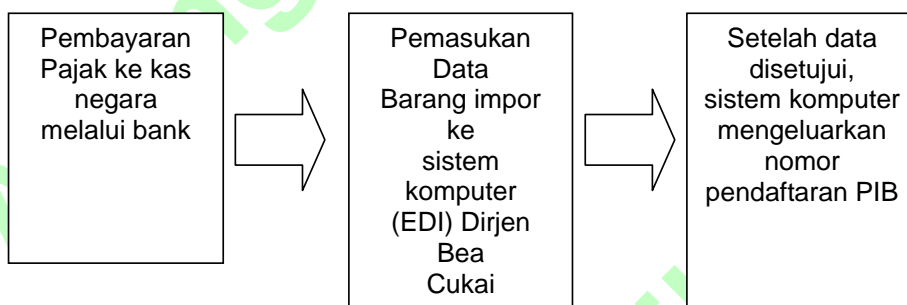 Pembayaran
Pajak ke kas
negara
melalui bank
Pemasukan
Data
Barang impor
ke
sistem
komputer
(EDI) Dirjen
Bea
Cukai
Setelah data
disetujui,
sistem komputer
mengeluarkan
nomor
pendaftaran PIB